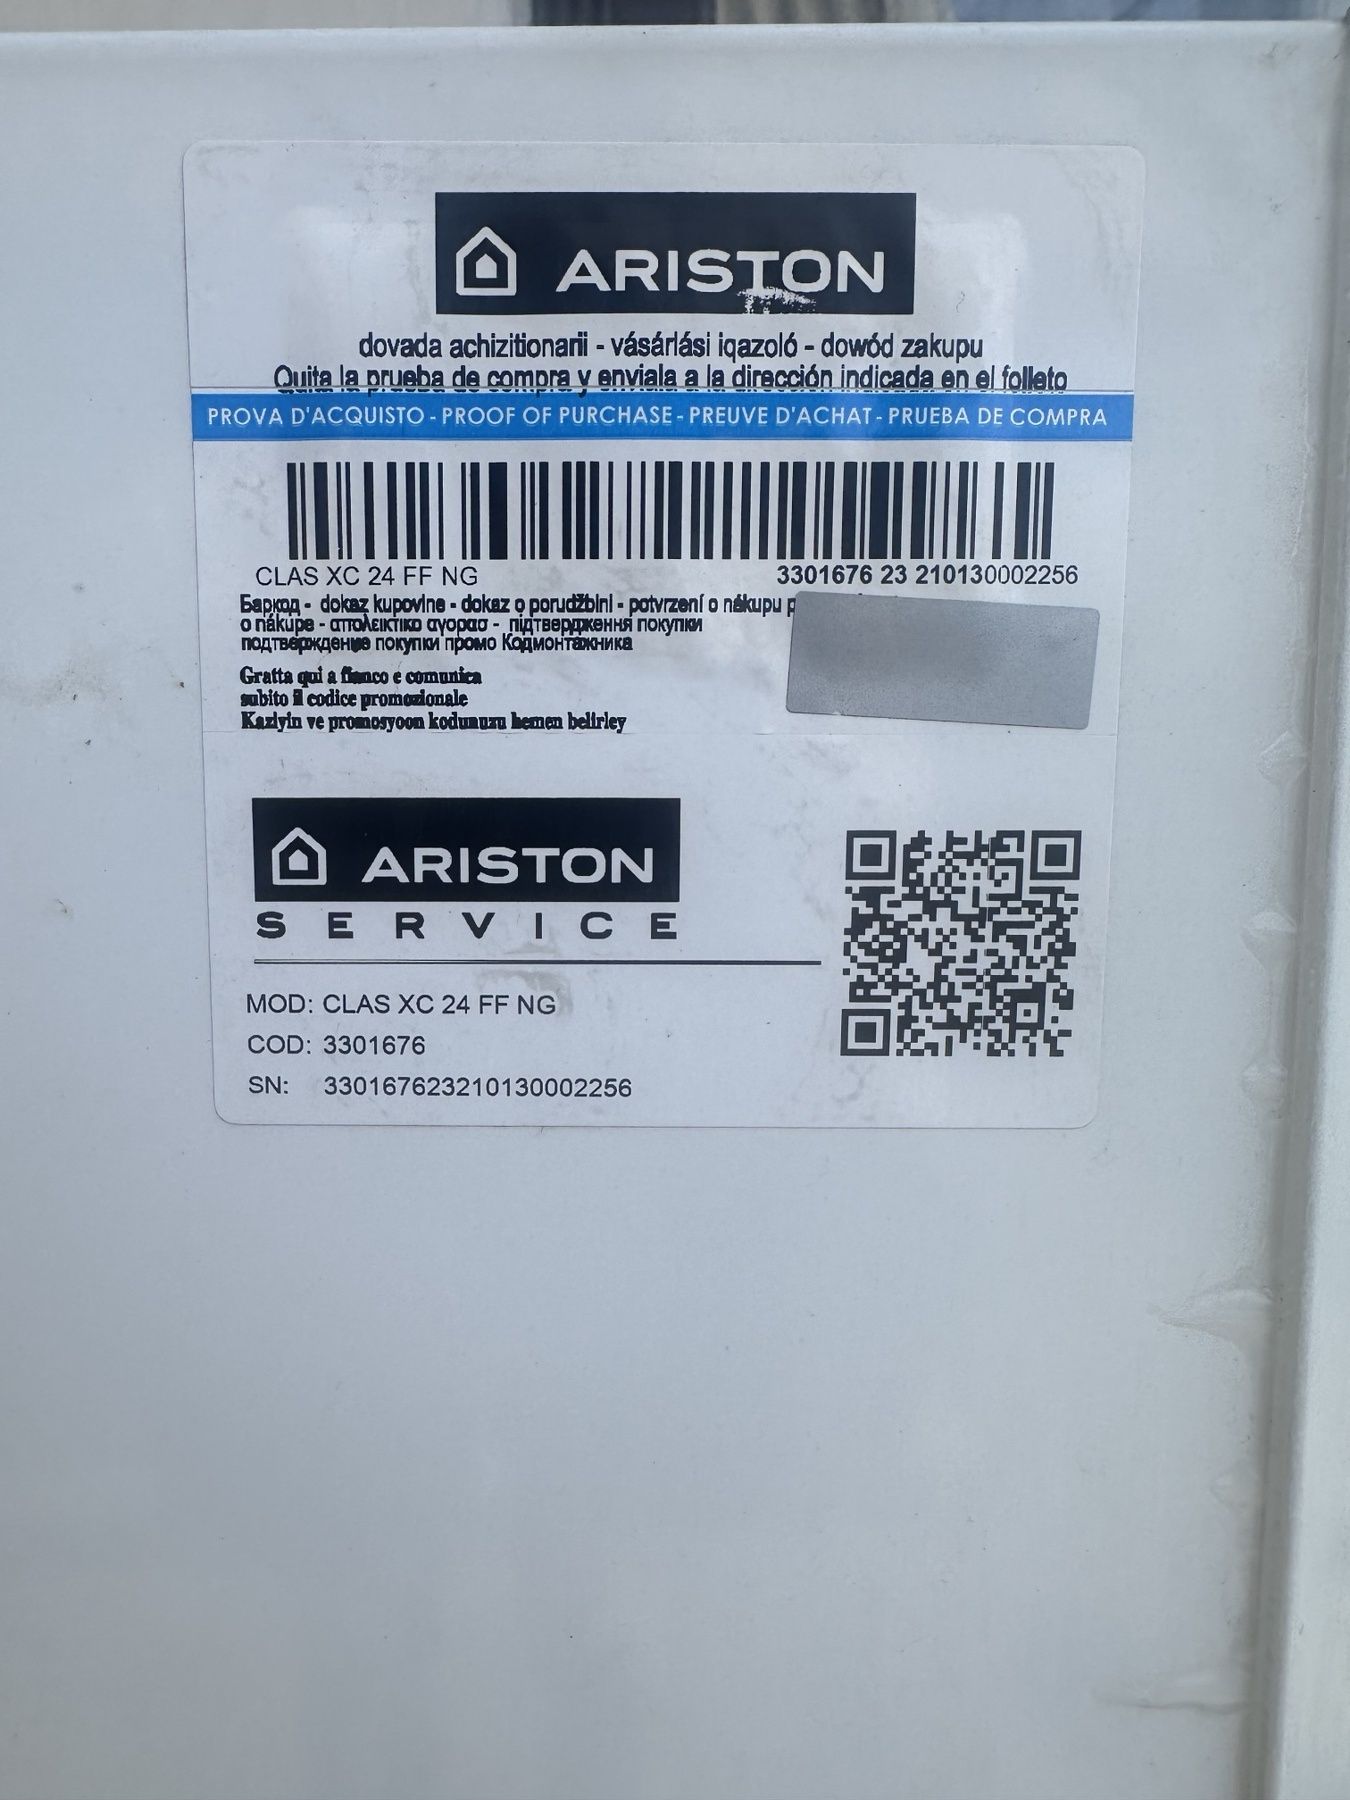 ARISTON
dovada achizitionarii - vásárlási iqazoló - dowód zakupu
Quita la prueba de compra y enviala a la dirección indicada en el folleto
PROVA D'ACQUISTO - PROOF OF PURCHASE - PREUVE D'ACHAT - PRUEBA DE COMPRA
CLAS XC 24 FF NG 3301676 23 210130002256
Баркод - dokaz kupovine - dokaz o porudžbini - potvrzení o nákupu
o nákupe - αποδεικτικο αγορασ - підтвердження покупки
подтверждение покупки промо Кодмонтажника
Gratta qui a fianco e comunica
subito il codice promozionale
Kaziyin ve promosyoon kodunuzu hemen belirley
ARISTON
SERVICE
MOD: CLAS XC 24 FF NG
COD: 3301676
SN: 330167623210130002256